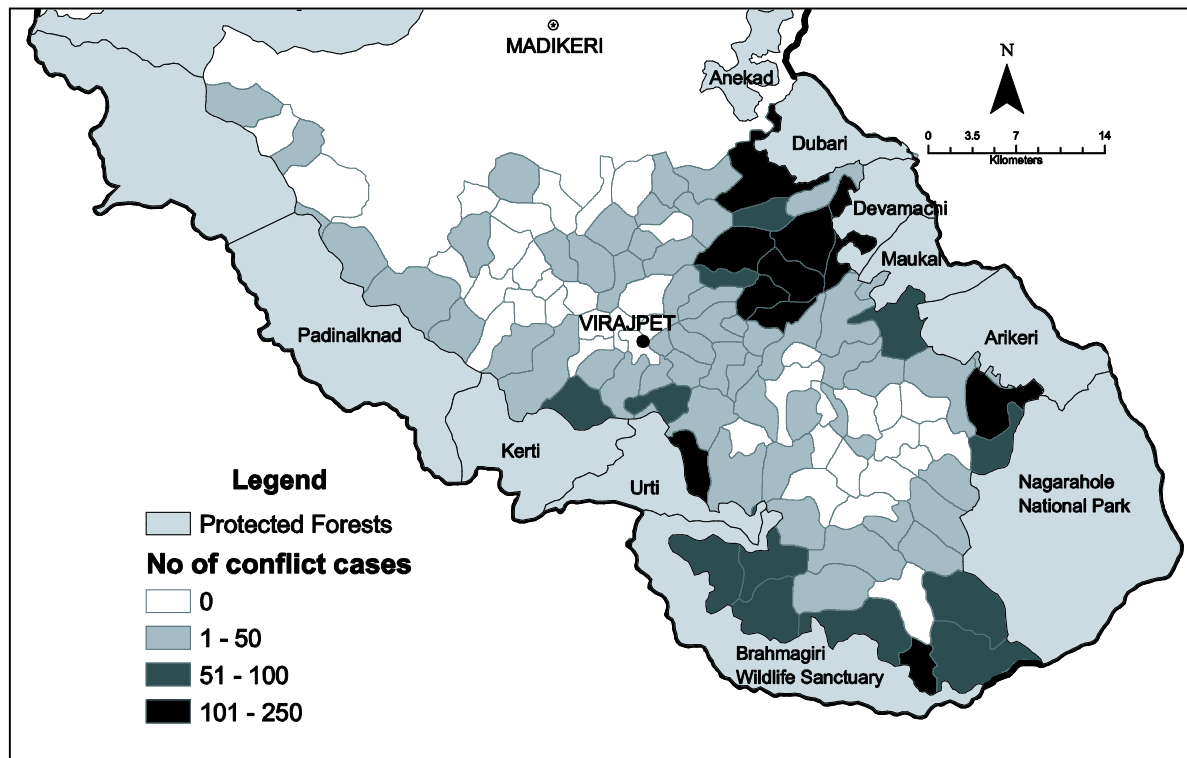 MADIKERI
Anekad
N
0 3.5 7 14
Kilometers
Dubari
Devamachi
Maukal
VIRAJPET
Padinalknad
Arikeri
Kerti
Urti
Nagarahole
National Park
Legend
Protected Forests
No of conflict cases
0
1 - 50
51 - 100
101 - 250
Brahmagiri
Wildlife Sanctuary